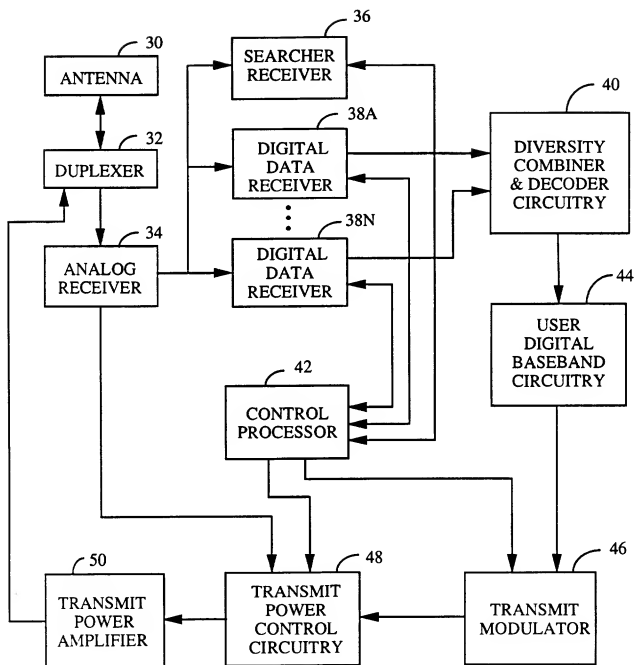 30
ANTENNA
32
DUPLEXER
34
ANALOG
RECEIVER
36
SEARCHER
RECEIVER
38A
DIGITAL
DATA
RECEIVER
38N
DIGITAL
DATA
RECEIVER
40
DIVERSITY
COMBINER
& DECODER
CIRCUITRY
44
USER
DIGITAL
BASEBAND
CIRCUITRY
42
CONTROL
PROCESSOR
50
TRANSMIT
POWER
AMPLIFIER
48
TRANSMIT
POWER
CONTROL
CIRCUITRY
46
TRANSMIT
MODULATOR